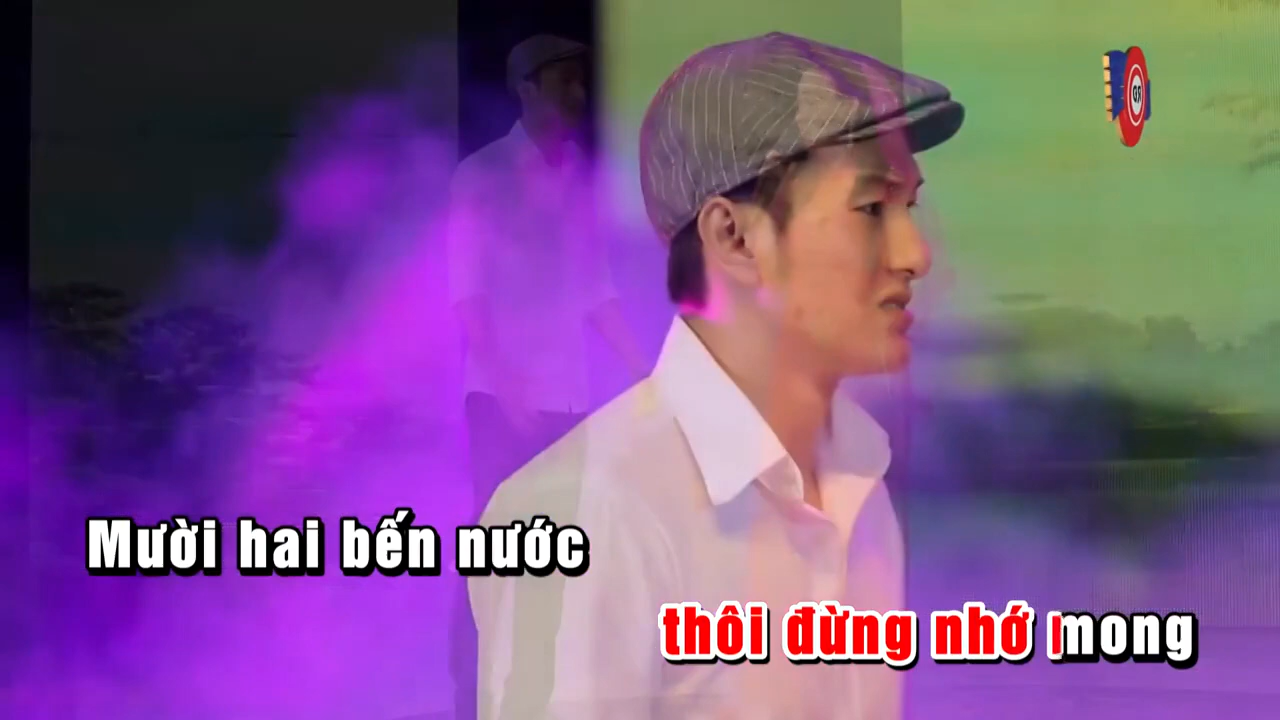 Mười hai bến nước
thôi đừng nhớ mong